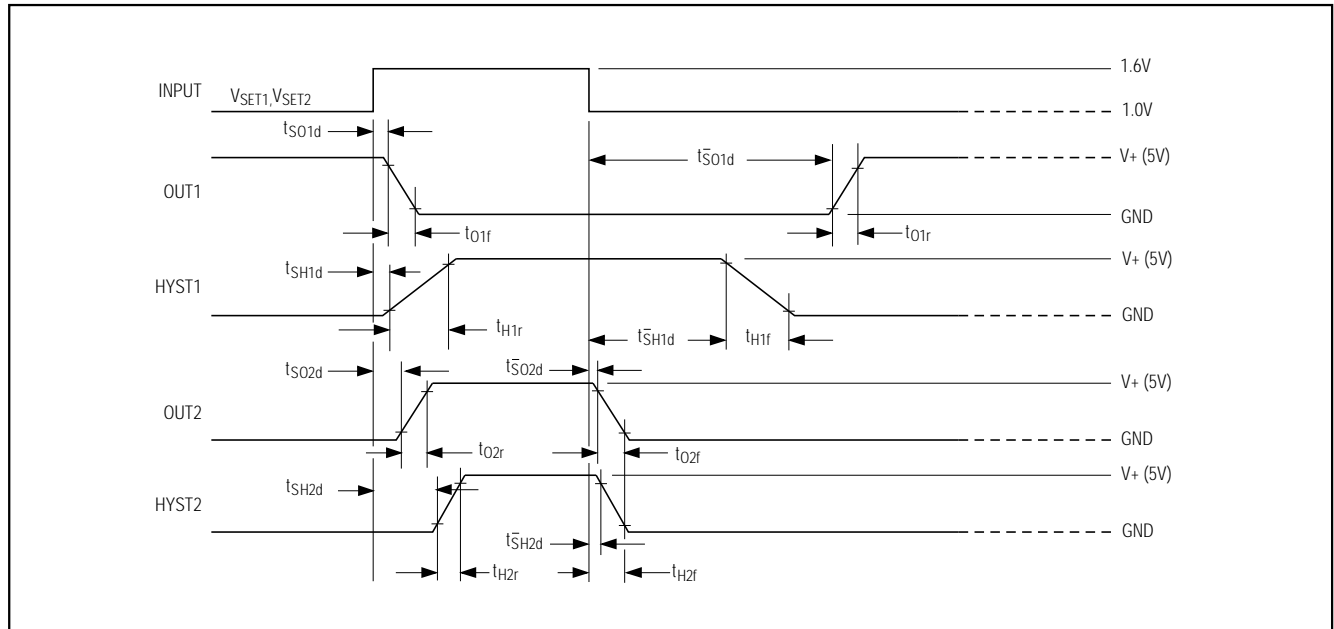 1.6V
INPUT VSET1,VSET2
1.0V
tSO1d
V+ (5V)
tS̄O1d
OUT1
GND
tO1f
tO1r
tSH1d
V+ (5V)
HYST1
GND
tH1r
tS̄H1d
tH1f
tSO2d
tS̄O2d
V+ (5V)
OUT2
GND
tO2r
tO2f
tSH2d
V+ (5V)
HYST2
GND
tS̄H2d
tH2r
tH2f